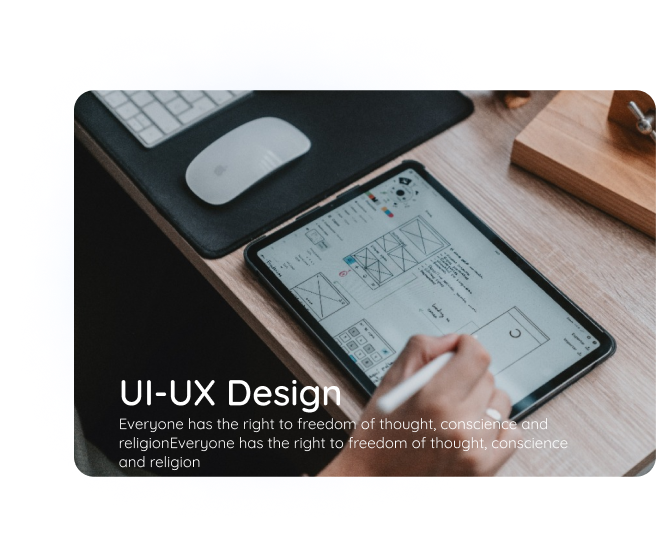 UI-UX Design
Everyone has the right to freedom of thought, conscience and
religionEveryone has the right to freedom of thought, conscience
and religion